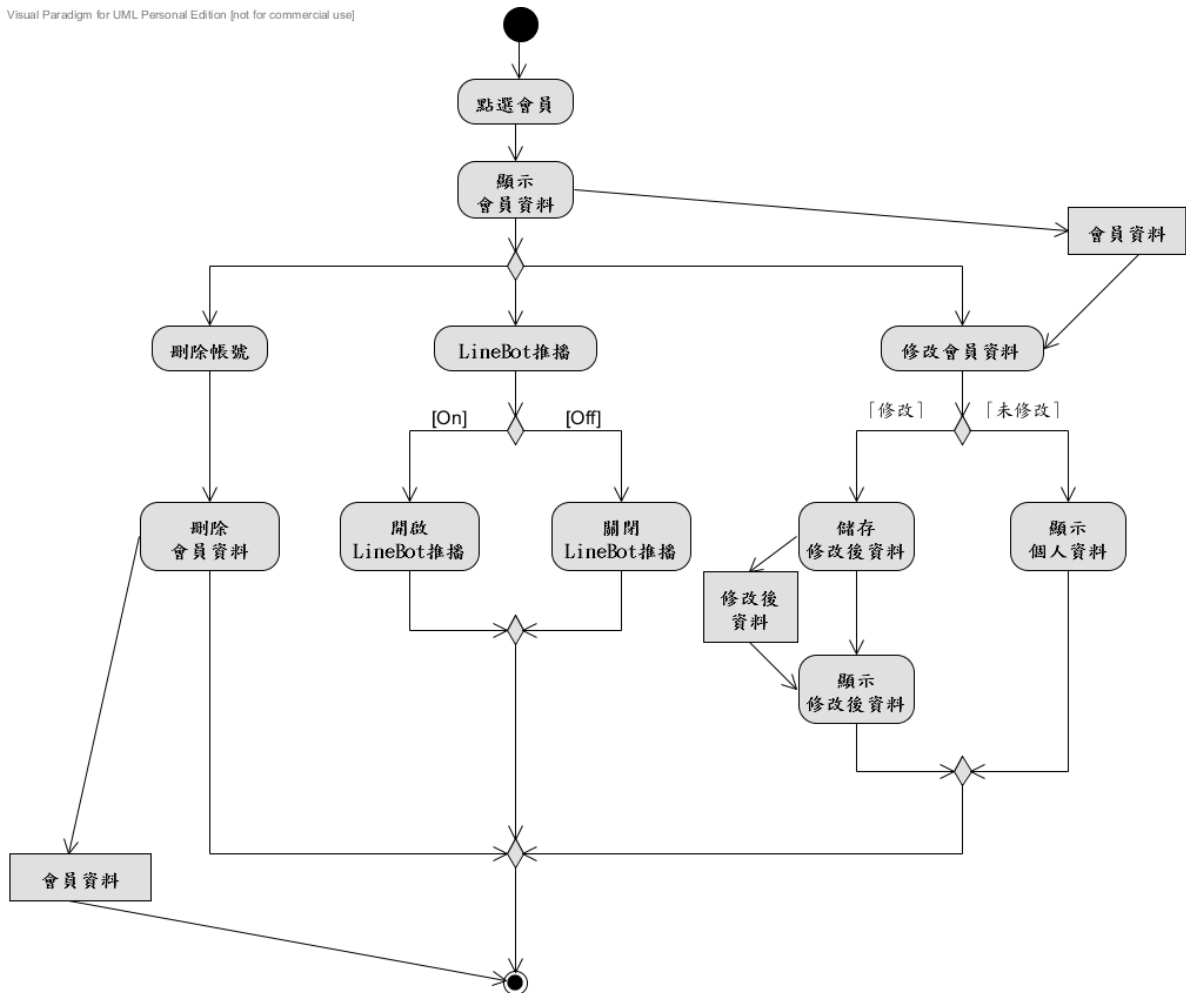 Visual Paradigm for UML Personal Edition [not for commercial use]
點選會員
顯示
會員資料
會員資料
刪除帳號
LineBot推播
修改會員資料
[On]
[Off]
「修改」
「未修改」
刪除
會員資料
開啟
LineBot推播
關閉
LineBot推播
儲存
修改後資料
顯示
個人資料
修改後
資料
顯示
修改後資料
會員資料